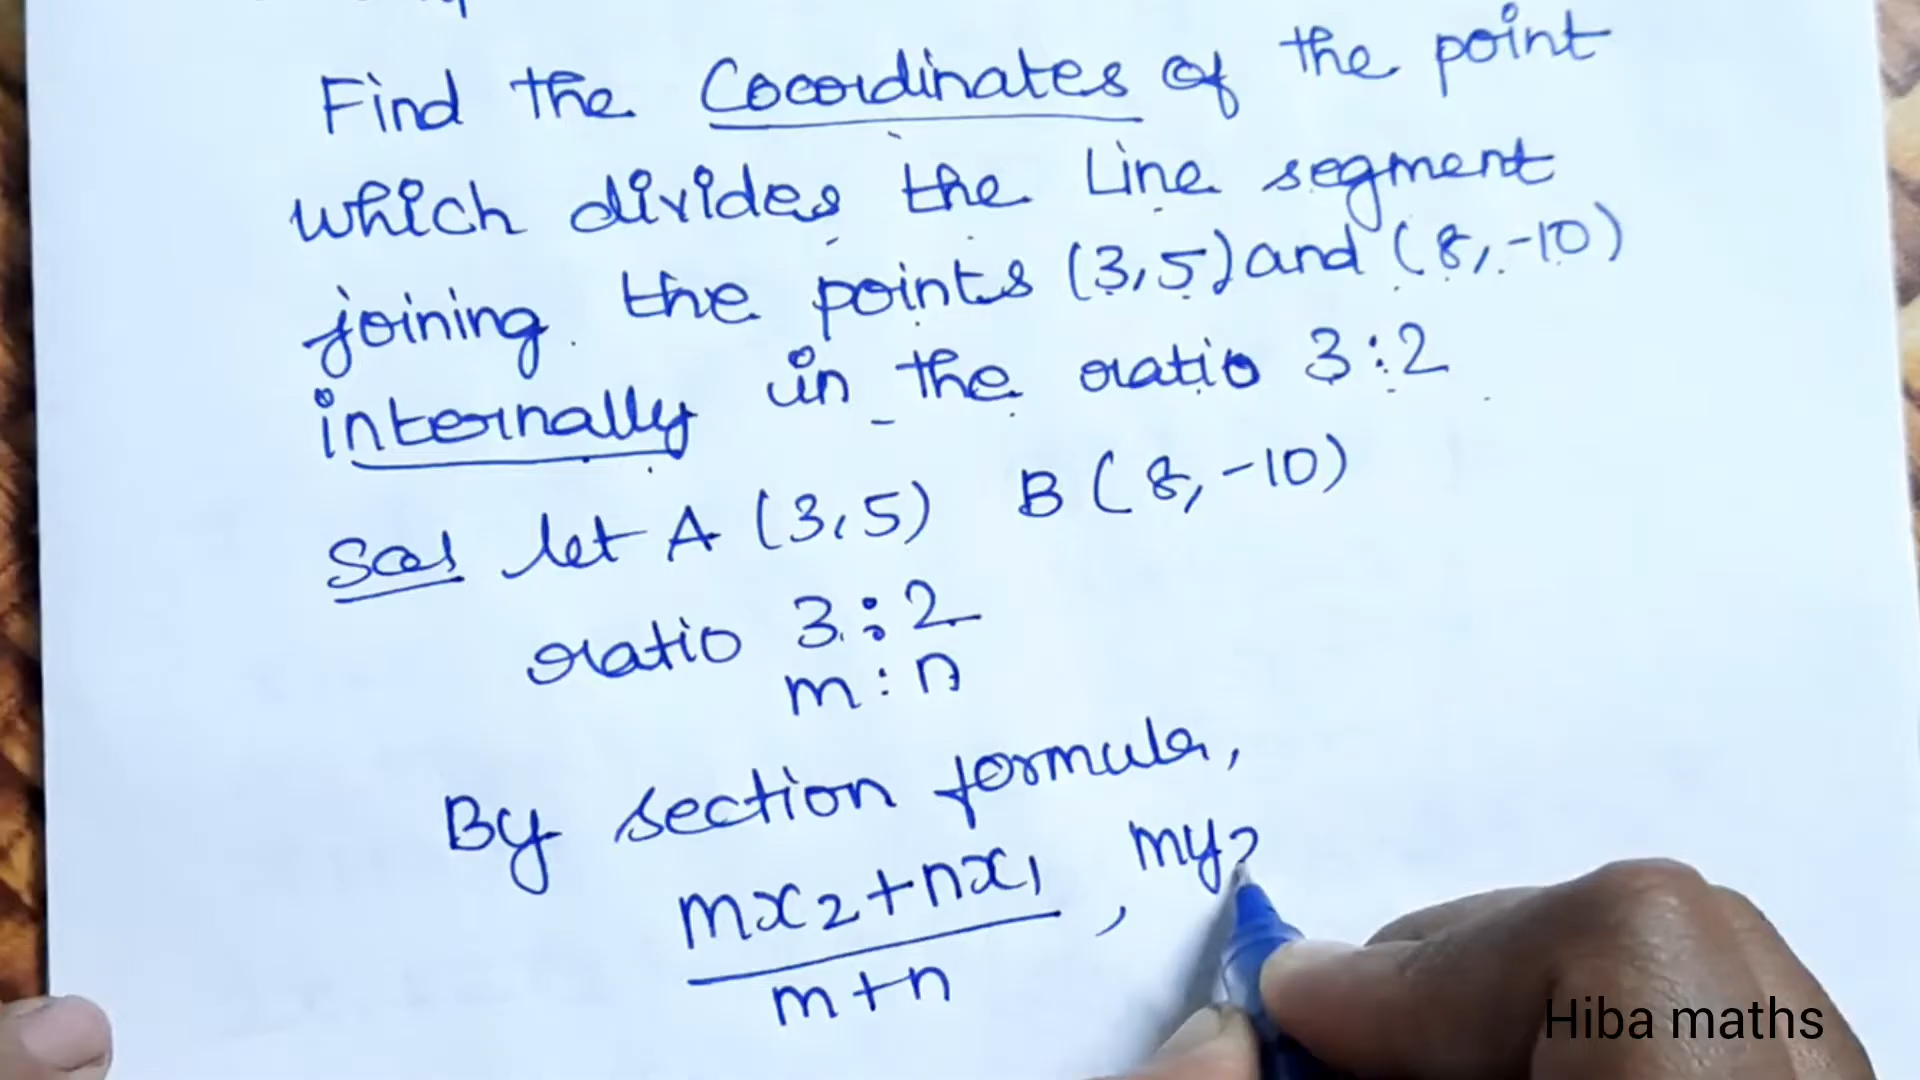 Find the Cocordinates of the point
which divides the Line segment
joining the points (3,5) and (8,-10)
internally in the ratio 3:2
let A (3,5) B (8,-10)
ratio 3:2
m:n
By section formula,
mx₂+nx₁ , my₂
m+n
Hiba maths